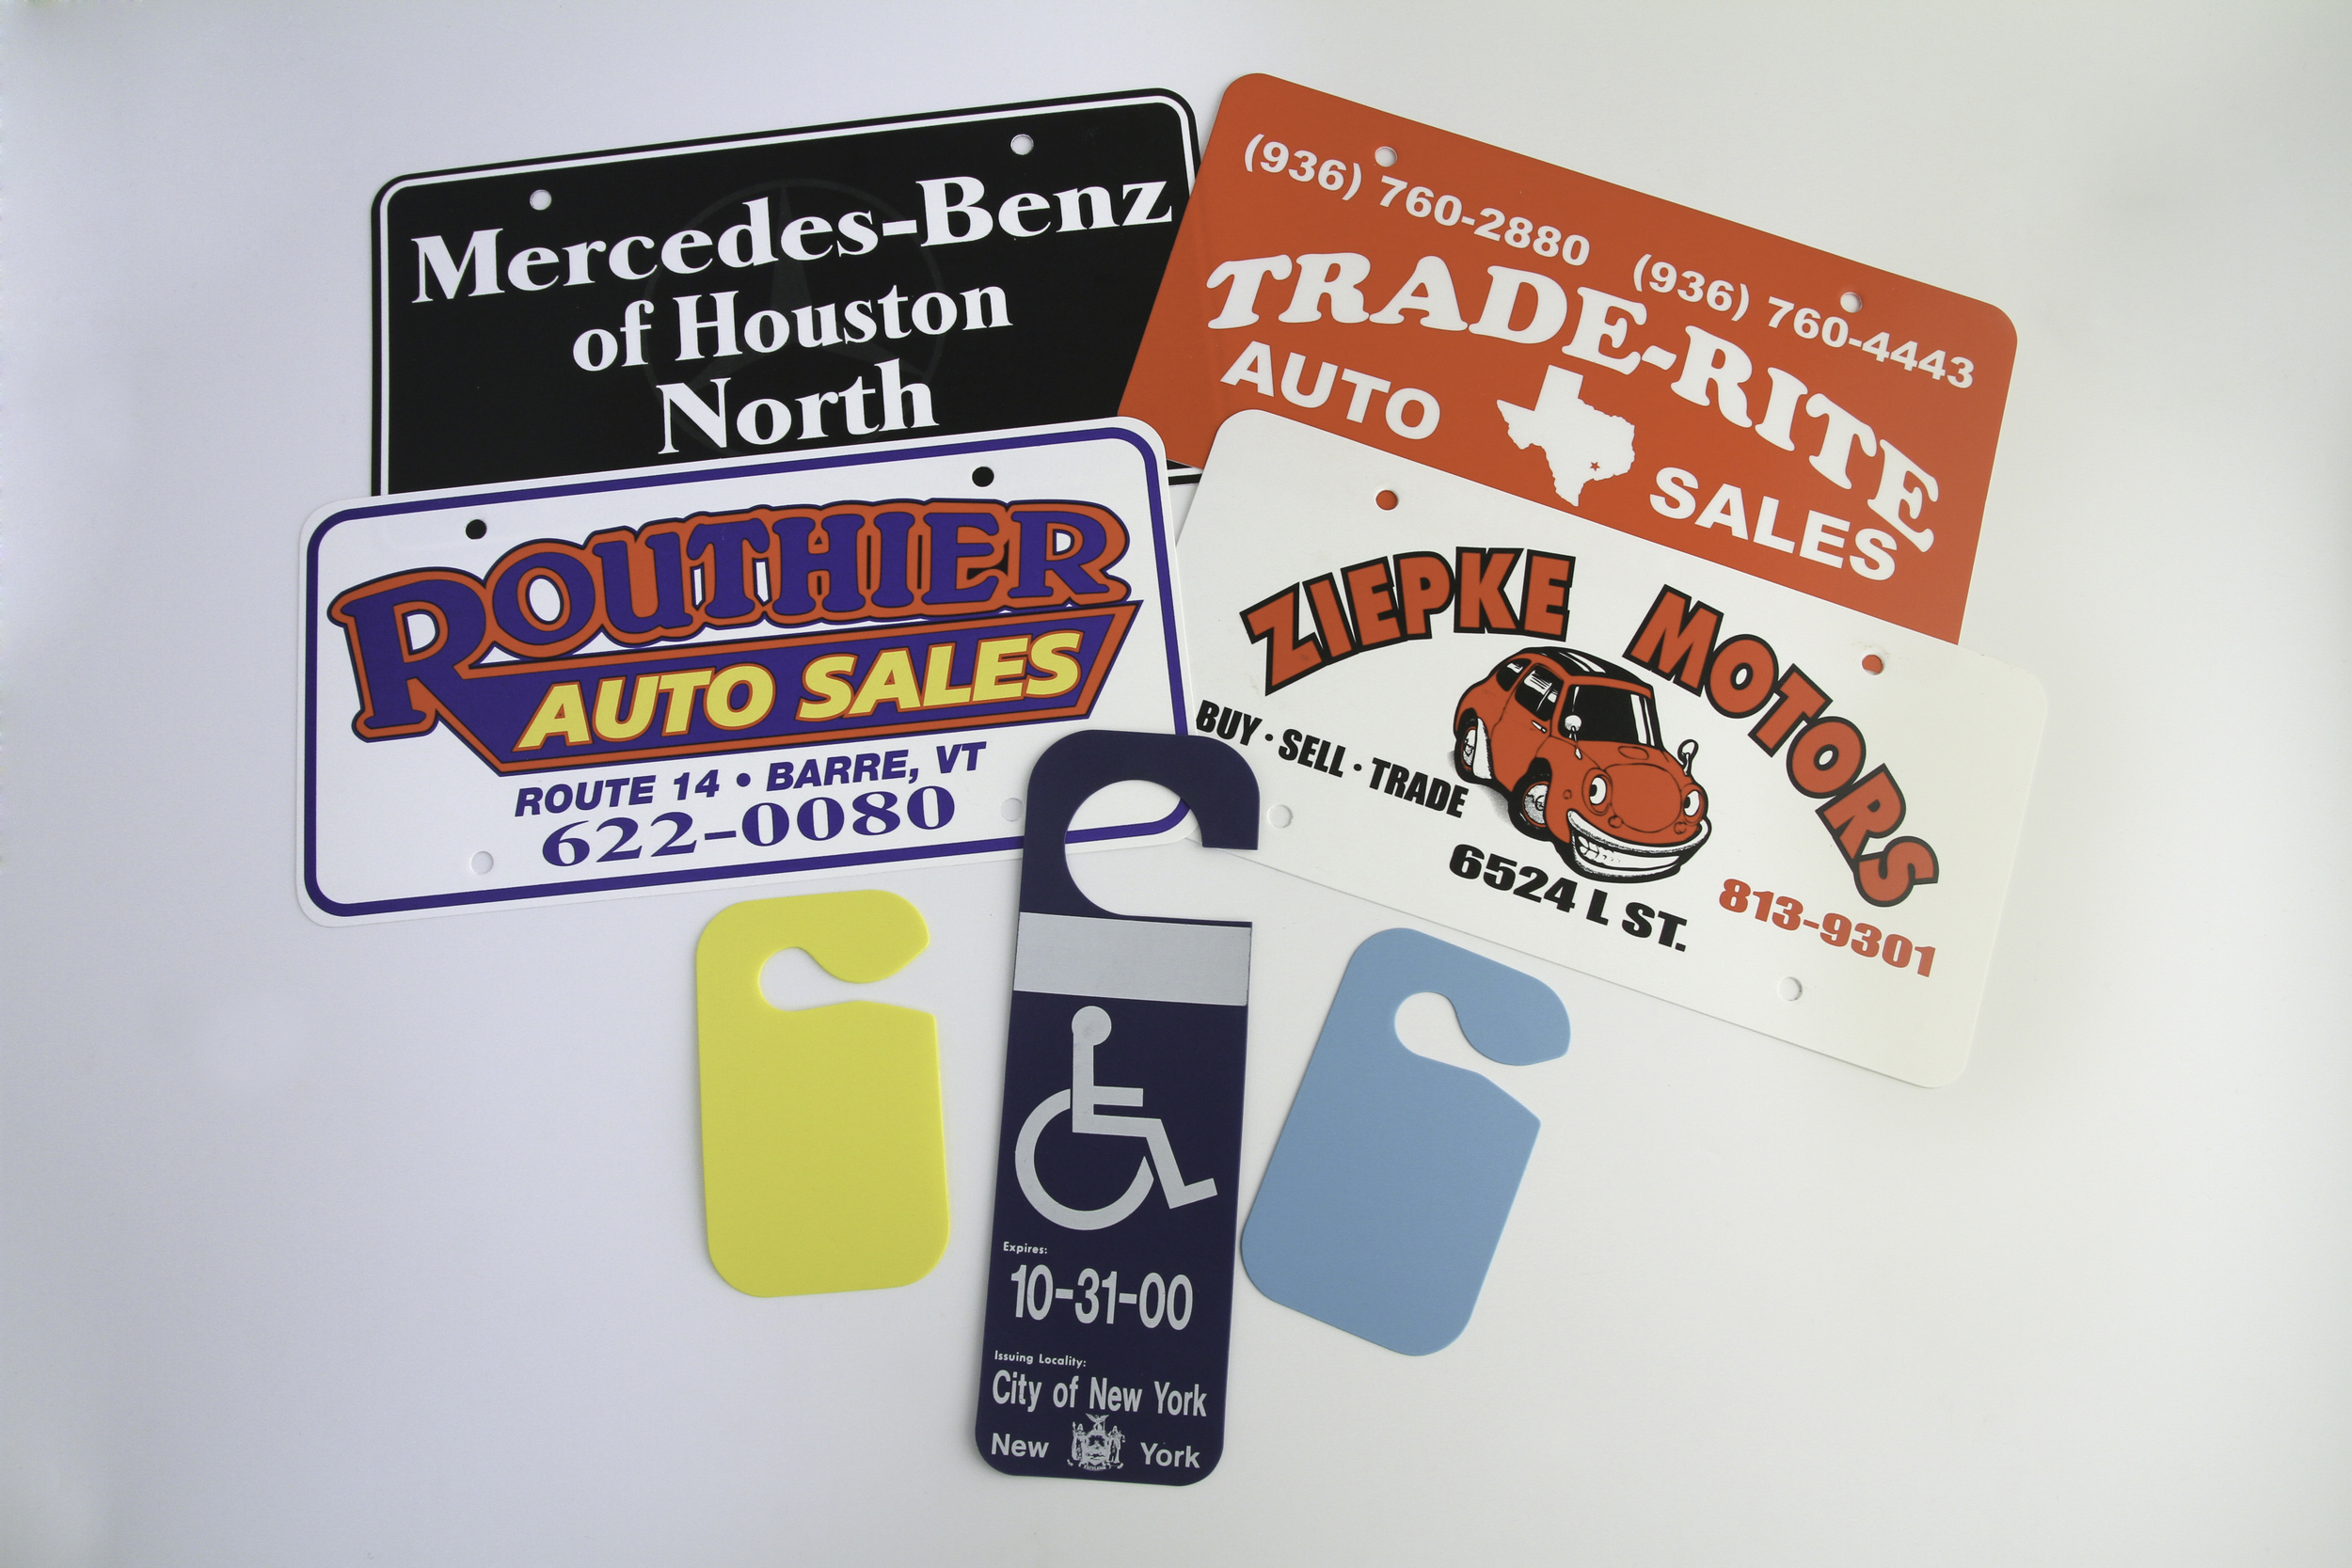 Mercedes-Benz
of Houston
North
(936) 760-2880 (936) 760-4443
TRADE-RITE
AUTO SALES
ROUTHIER
AUTO SALES
ROUTE 14 • BARRE, VT
622-0080
ZIEPKE MOTORS
BUY • SELL • TRADE
6524 L ST.
813-9301
Expires:
10-31-00
Issuing Locality:
City of New York
New York